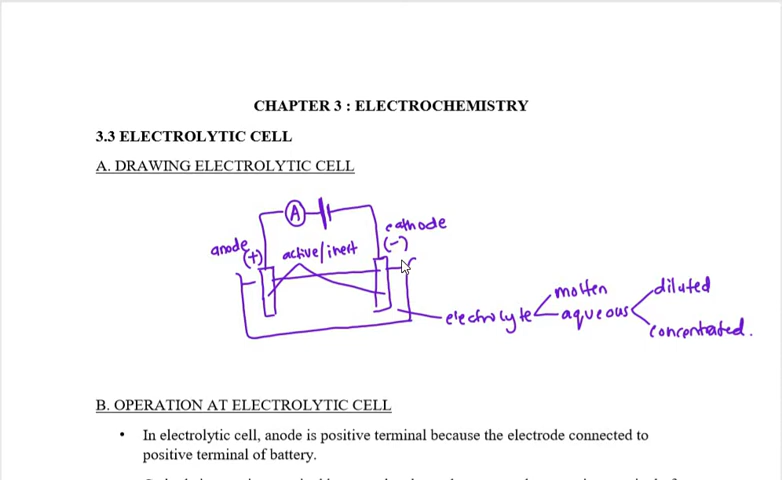 CHAPTER 3 : ELECTROCHEMISTRY
3.3 ELECTROLYTIC CELL
A. DRAWING ELECTROLYTIC CELL
A
cathode
(-)
anode
(+)
active/inert
electrolyte
molten
aqueous
diluted
concentrated.
B. OPERATION AT ELECTROLYTIC CELL
• In electrolytic cell, anode is positive terminal because the electrode connected to
positive terminal of battery.